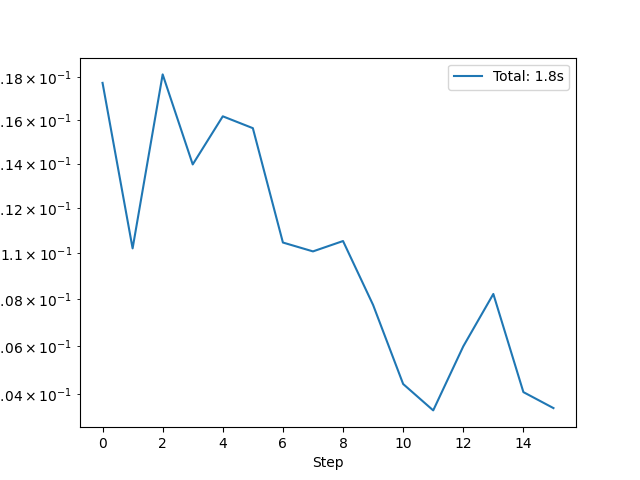 Total: 1.8s
.18 × 10⁻¹
.16 × 10⁻¹
.14 × 10⁻¹
.12 × 10⁻¹
1.1 × 10⁻¹
.08 × 10⁻¹
.06 × 10⁻¹
.04 × 10⁻¹
0 2 4 6 8 10 12 14
Step